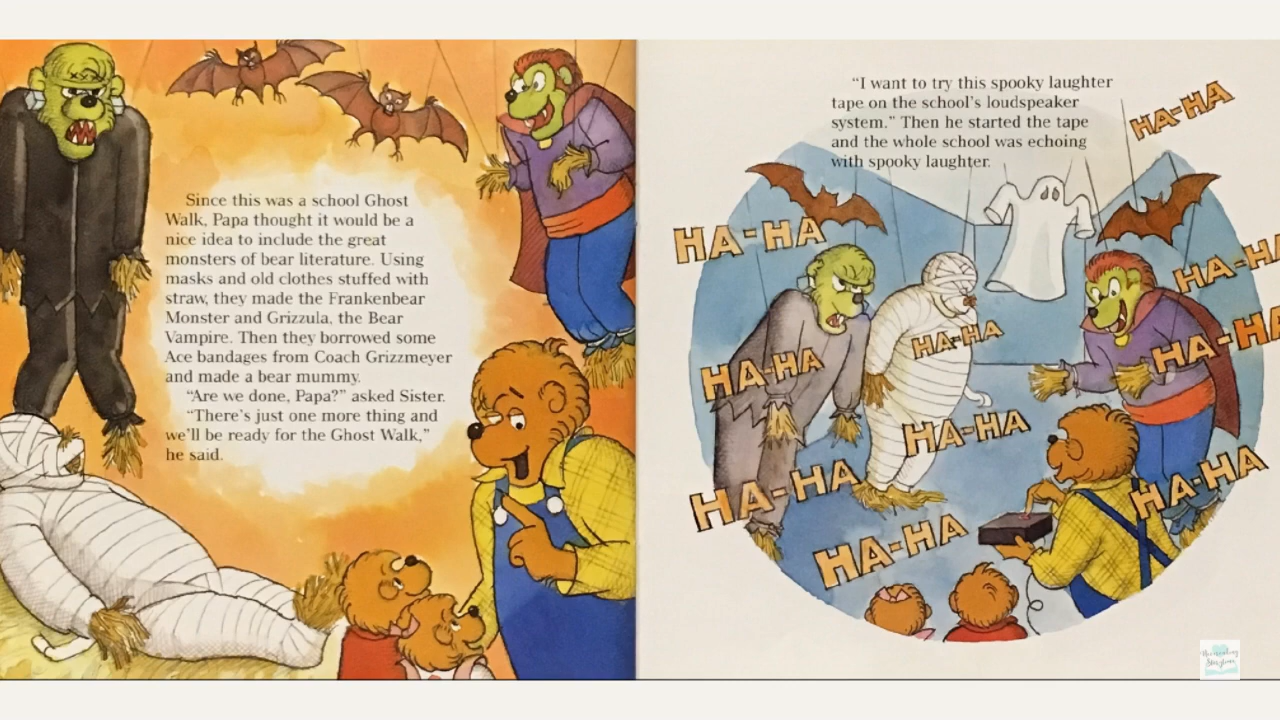 Since this was a school Ghost
Walk, Papa thought it would be a
nice idea to include the great
monsters of bear literature. Using
masks and old clothes stuffed with
straw, they made the Frankenbear
Monster and Grizzula, the Bear
Vampire. Then they borrowed some
Ace bandages from Coach Grizzmeyer
and made a bear mummy.
“Are we done, Papa?” asked Sister.
“There’s just one more thing and
we’ll be ready for the Ghost Walk,”
he said.
“I want to try this spooky laughter
tape on the school’s loudspeaker
system.” Then he started the tape
and the whole school was echoing
with spooky laughter.
HA-HA
HA-HA
HA-HA
HA-HA
HA-HA
HA-HA
HA-HA
HA-HA
HA-HA
HA-HA
Storytime